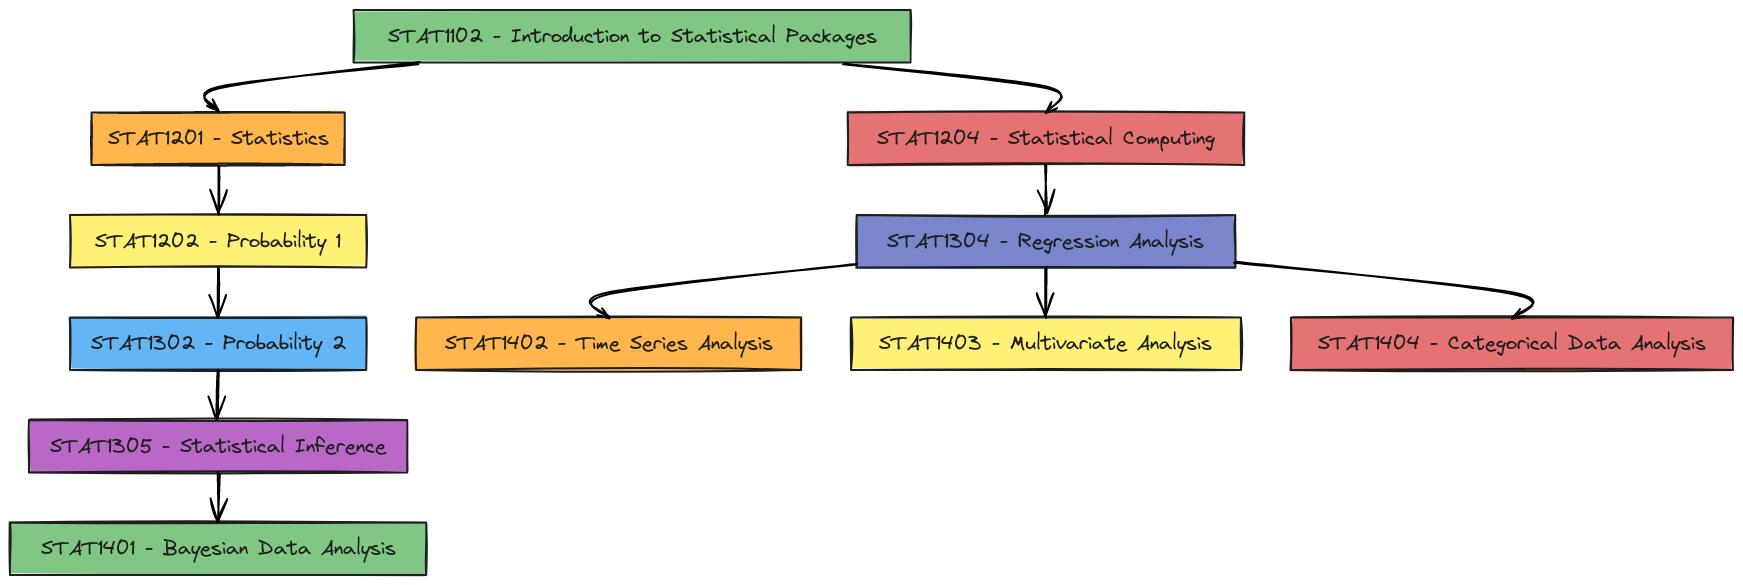 STAT1102 - Introduction to Statistical Packages
STAT1201 - Statistics
STAT1204 - Statistical Computing
STAT1202 - Probability 1
STAT1304 - Regression Analysis
STAT1302 - Probability 2
STAT1402 - Time Series Analysis
STAT1403 - Multivariate Analysis
STAT1404 - Categorical Data Analysis
STAT1305 - Statistical Inference
STAT1401 - Bayesian Data Analysis